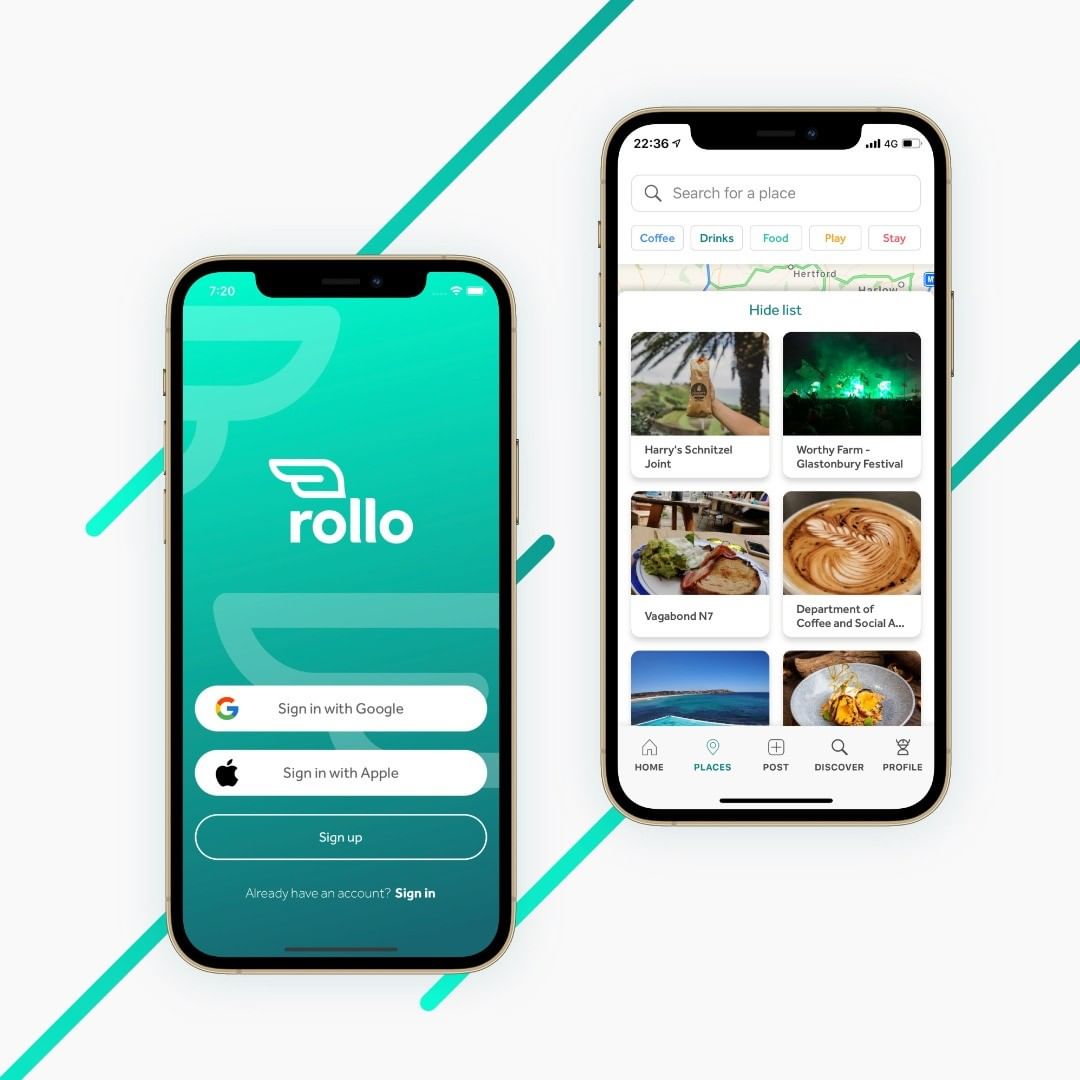 7:20
rollo
Sign in with Google
Sign in with Apple
Sign up
Already have an account? Sign in
22:36
4G
Search for a place
Coffee
Drinks
Food
Play
Stay
Hertford
Harlow
Hide list
Harry's Schnitzel
Joint
Worthy Farm -
Glastonbury Festival
Vagabond N7
Department of
Coffee and Social A...
HOME
PLACES
POST
DISCOVER
PROFILE